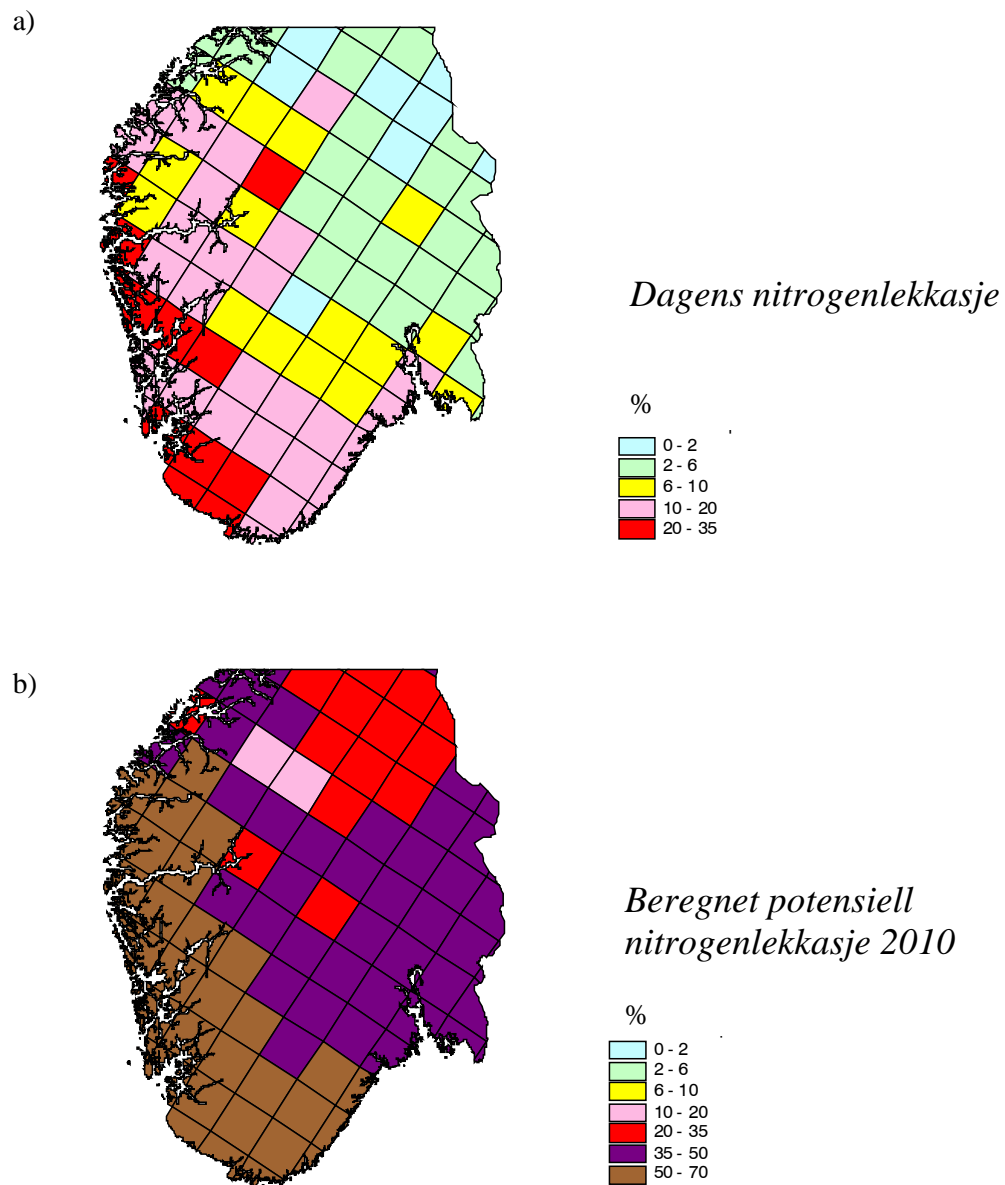 a)
Dagens nitrogenlekkasje
%
0 - 2
2 - 6
6 - 10
10 - 20
20 - 35
b)
Beregnet potensiell
nitrogenlekkasje 2010
%
0 - 2
2 - 6
6 - 10
10 - 20
20 - 35
35 - 50
50 - 70